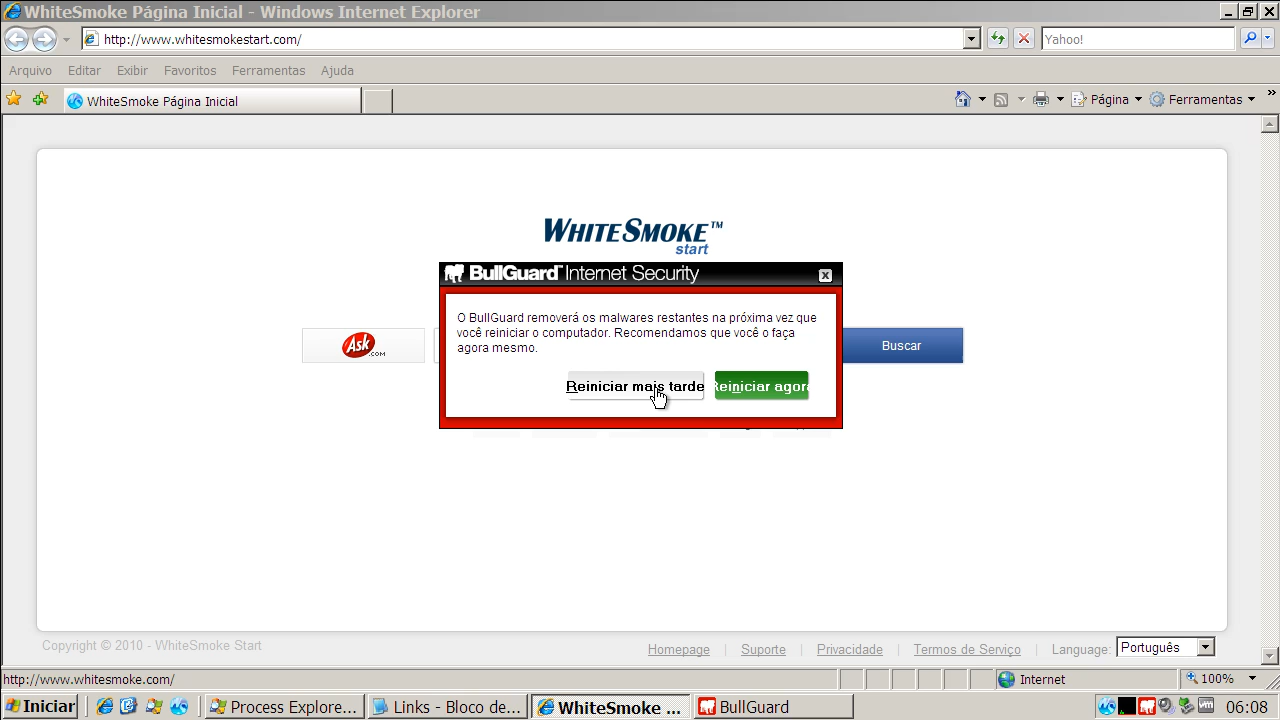 WhiteSmoke Página Inicial - Windows Internet Explorer
http://www.whitesmokestart.com/
Yahoo!
Arquivo Editar Exibir Favoritos Ferramentas Ajuda
WhiteSmoke Página Inicial
Página Ferramentas »
WHITESMOKE™
start
BullGuard Internet Security
O BullGuard removerá os malwares restantes na próxima vez que
você reiniciar o computador. Recomendamos que você o faça
agora mesmo.
Reiniciar mais tarde Reiniciar agora
Ask.com
Buscar
Copyright © 2010 - WhiteSmoke Start
Homepage | Suporte | Privacidade | Termos de Serviço | Language: Português
http://www.whitesmoke.com/
Internet
100%
Iniciar
Process Explore...
Links - Bloco de...
WhiteSmoke ...
BullGuard
06:08